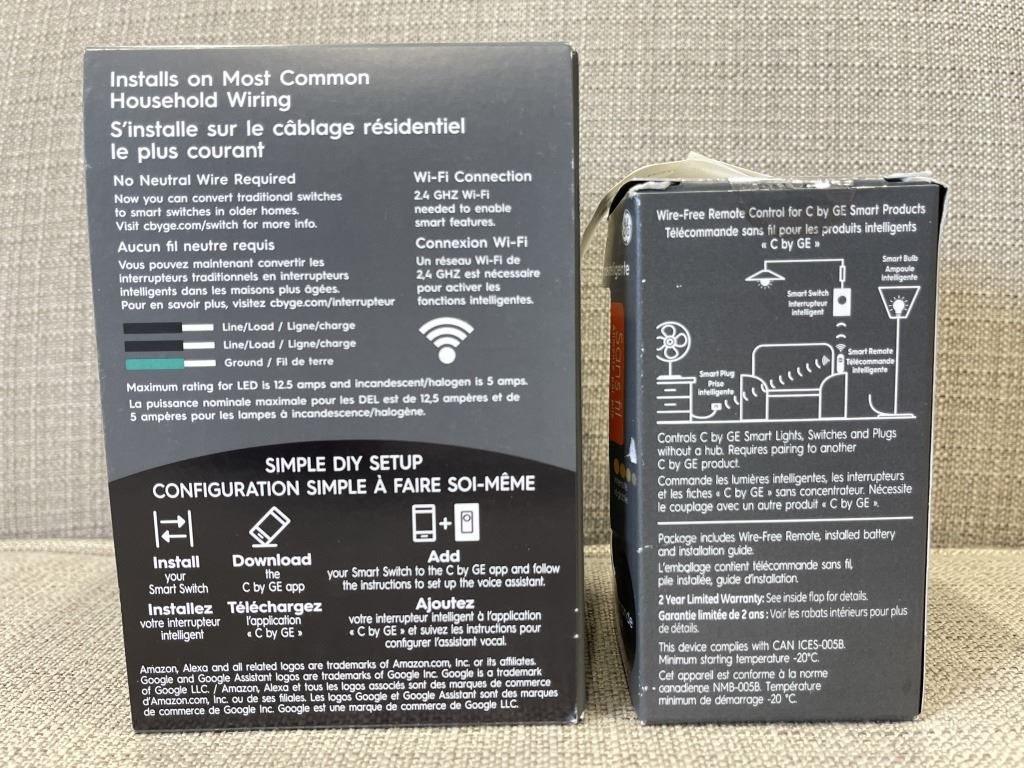 Installs on Most Common
Household Wiring
S'installe sur le câblage résidentiel
le plus courant
No Neutral Wire Required
Now you can convert traditional switches
to smart switches in older homes.
Visit cbyge.com/switch for more info.
Aucun fil neutre requis
Vous pouvez maintenant convertir les
interrupteurs traditionnels en interrupteurs
intelligents dans les maisons plus âgées.
Pour en savoir plus, visitez cbyge.com/interrupteur
Wi-Fi Connection
2.4 GHZ Wi-Fi
needed to enable
smart features.
Connexion Wi-Fi
Un réseau Wi-Fi de
2,4 GHZ est nécessaire
pour activer les
fonctions intelligentes.
Line/Load / Ligne/charge
Line/Load / Ligne/charge
Ground / Fil de terre
Maximum rating for LED is 12.5 amps and incandescent/halogen is 5 amps.
La puissance nominale maximale pour les DEL est de 12,5 ampères et de
5 ampères pour les lampes à incandescence/halogène.
SIMPLE DIY SETUP
CONFIGURATION SIMPLE À FAIRE SOI-MÊME
Install
your
Smart Switch
Installez
votre interrupteur
intelligent
Download
the
C by GE app
Téléchargez
l'application
« C by GE »
+
Add
your Smart Switch to the C by GE app and follow
the instructions to set up the voice assistant.
Ajoutez
votre interrupteur intelligent à l'application
« C by GE » et suivez les instructions pour
configurer l'assistant vocal.
Amazon, Alexa and all related logos are trademarks of Amazon.com, Inc. or its affiliates.
Google and Google Assistant logos are trademarks of Google Inc. Google is a trademark
of Google LLC. / Amazon, Alexa et tous les logos associés sont des marques
d'Amazon.com, Inc. ou de ses filiales. Les logos Google et Google Assistant sont des marques
de commerce de Google Inc. Google est une marque de commerce de Google LLC.
Wire-Free Remote Control for C by GE Smart Products
Télécommande sans fil pour les produits intelligents
« C by GE »
Smart Bulb
Ampoule
intelligente
Smart Switch
Interrupteur
intelligent
Smart Remote
Télécommande
intelligente
Smart Plug
Prise
intelligente
Controls C by GE Smart Lights, Switches and Plugs
without a hub. Requires pairing to another
C by GE product.
Commande les lumières intelligentes, les interrupteurs
et les fiches « C by GE » sans concentrateur. Nécessite
le couplage avec un autre produit « C by GE ».
Package includes Wire-Free Remote, installed battery
and installation guide.
L'emballage contient télécommande sans fil,
pile installée, guide d'installation.
2 Year Limited Warranty: See inside flap for details.
Garantie limitée de 2 ans : Voir les rabats intérieurs pour plus
de détails.
This device complies with CAN ICES-005B.
Minimum starting temperature -20°C.
Cet appareil est conforme à la norme
canadienne NMB-005B. Température
minimum de démarrage -20 °C.
GE
Sans fil